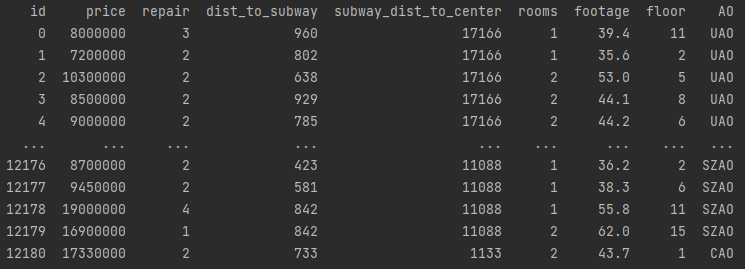 id price repair dist_to_subway subway_dist_to_center rooms footage floor AO
0 8000000 3 960 17166 1 39.4 11 UAO
1 7200000 2 802 17166 1 35.6 2 UAO
2 10300000 2 638 17166 2 53.0 5 UAO
3 8500000 2 929 17166 2 44.1 8 UAO
4 9000000 2 785 17166 2 44.2 6 UAO
... ... ... ... ... ... ... ... ...
12176 8700000 2 423 11088 1 36.2 2 SZAO
12177 9450000 2 581 11088 1 38.3 6 SZAO
12178 19000000 4 842 11088 1 55.8 11 SZAO
12179 16900000 1 842 11088 2 62.0 15 SZAO
12180 17330000 2 733 1133 2 43.7 1 CAO